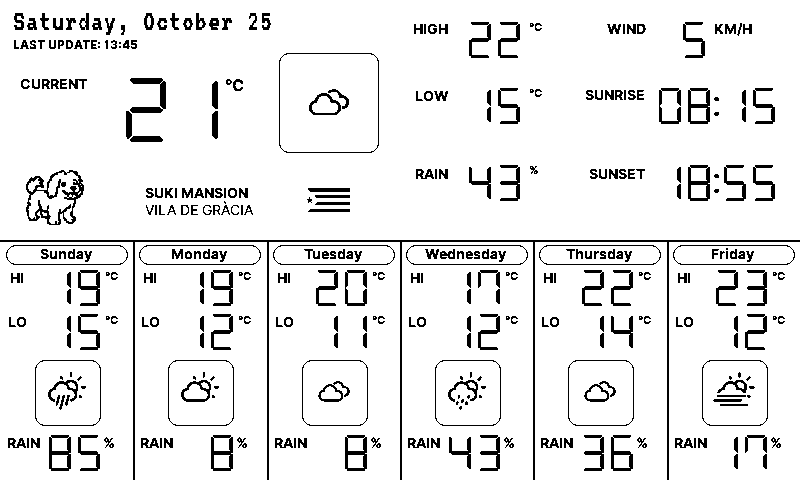 Saturday, October 25
LAST UPDATE: 13:45
CURRENT 21 °C
SUKI MANSION
VILA DE GRÀCIA
HIGH 22 °C
LOW 15 °C
RAIN 43 %
WIND 5 KM/H
SUNRISE 08:15
SUNSET 18:55
Sunday
HI 19 °C
LO 15 °C
RAIN 85 %
Monday
HI 19 °C
LO 12 °C
RAIN 8 %
Tuesday
HI 20 °C
LO 11 °C
RAIN 8 %
Wednesday
HI 17 °C
LO 12 °C
RAIN 43 %
Thursday
HI 22 °C
LO 14 °C
RAIN 36 %
Friday
HI 23 °C
LO 12 °C
RAIN 17 %